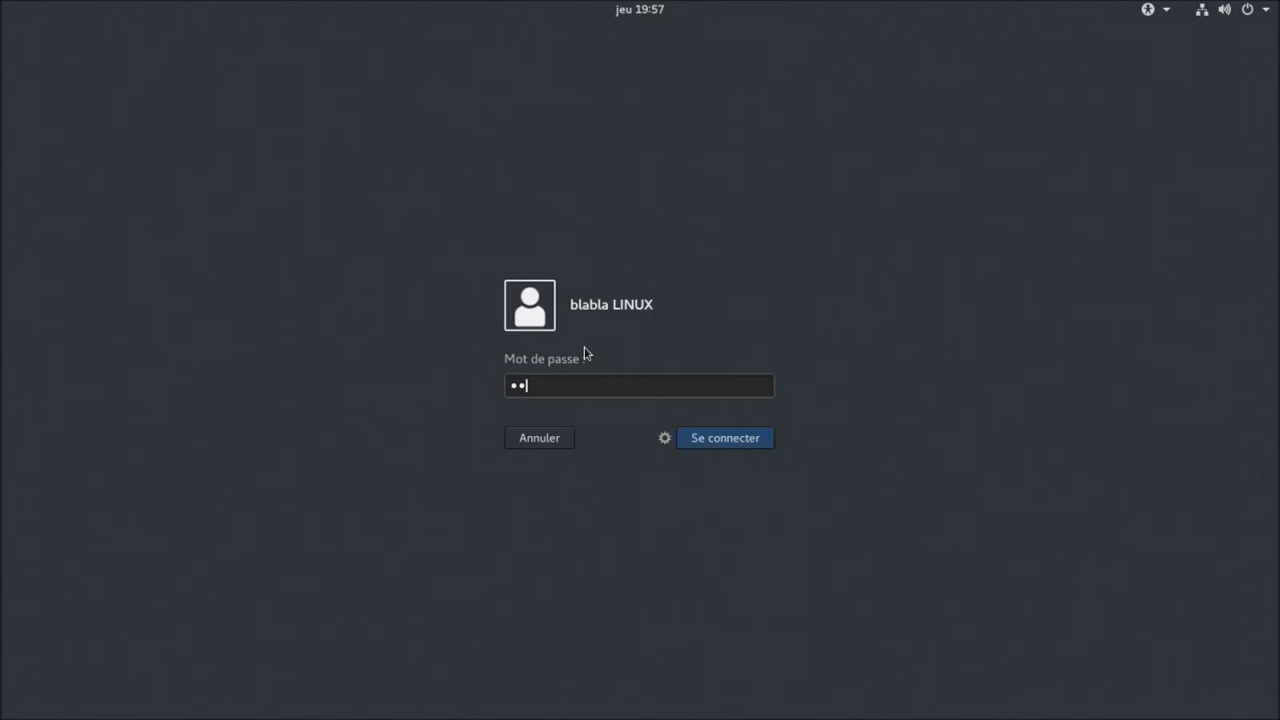 jeu 19:57
blabla LINUX
Mot de passe :
Annuler
Se connecter